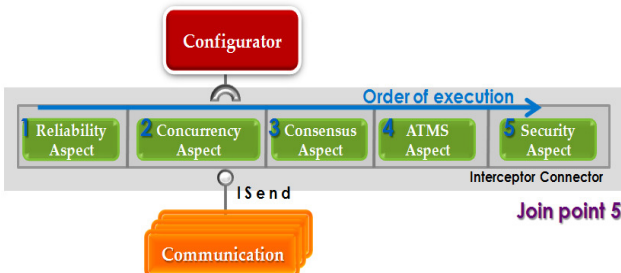 Configurator
Order of execution
1 Reliability Aspect
2 Concurrency Aspect
3 Consensus Aspect
4 ATMS Aspect
5 Security Aspect
Interceptor Connector
ISend
Join point 5
Communication